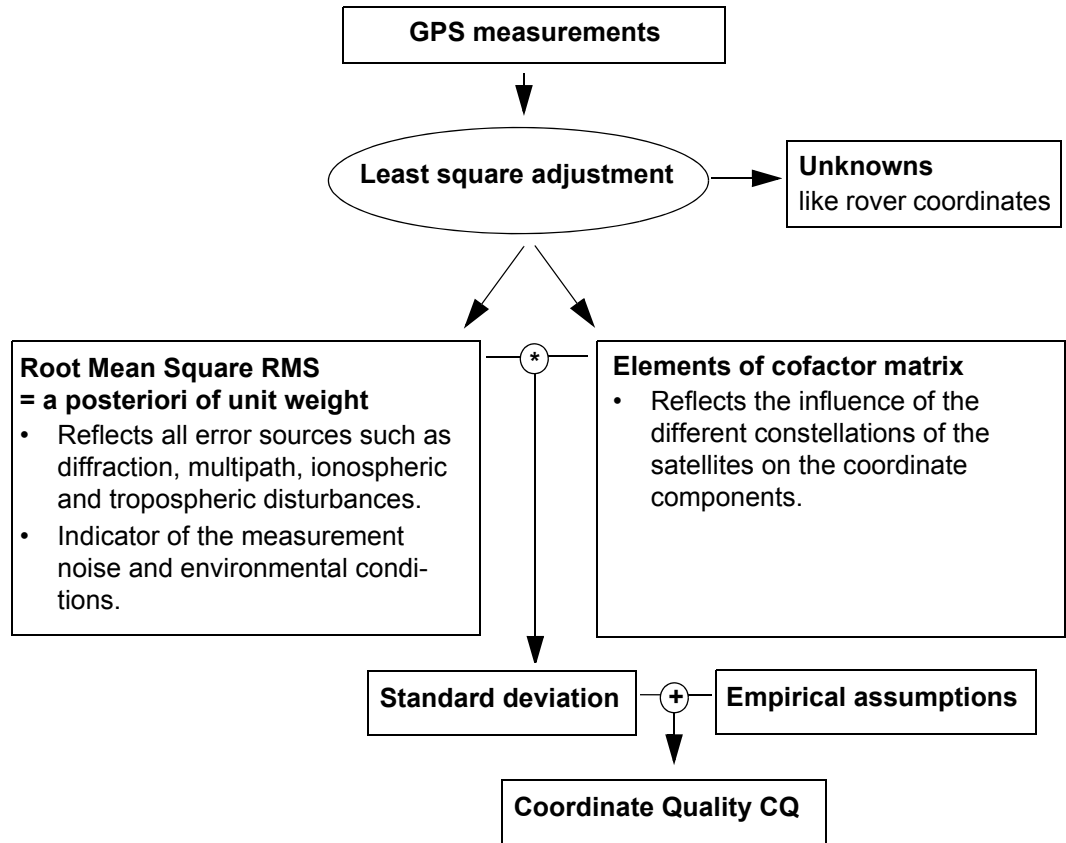 GPS measurements
Least square adjustment
Unknowns
like rover coordinates
Root Mean Square RMS
= a posteriori of unit weight
• Reflects all error sources such as
diffraction, multipath, ionospheric
and tropospheric disturbances.
• Indicator of the measurement
noise and environmental condi-
tions.
*
Elements of cofactor matrix
• Reflects the influence of the
different constellations of the
satellites on the coordinate
components.
Standard deviation
+
Empirical assumptions
Coordinate Quality CQ